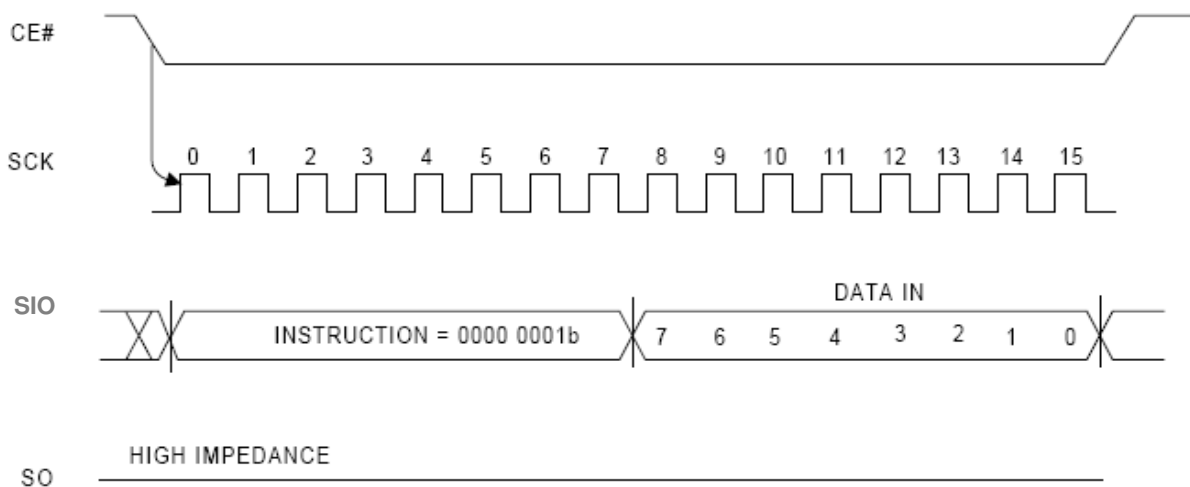 CE#
SCK 0 1 2 3 4 5 6 7 8 9 10 11 12 13 14 15
DATA IN
SIO INSTRUCTION = 0000 0001b 7 6 5 4 3 2 1 0
HIGH IMPEDANCE
SO